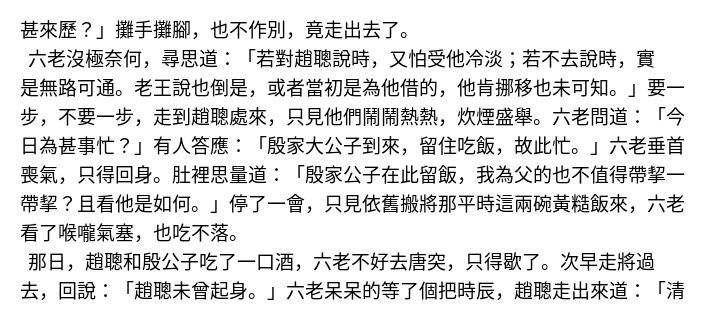 甚來歷？」攤手攤腳，也不作別，竟走出去了。
六老沒極奈何，尋思道：「若對趙聰說時，又怕受他冷淡；若不去說時，實
是無路可通。老王說也倒是，或者當初是為他借的，他肯挪移也未可知。」要一
步，不要一步，走到趙聰處來，只見他們鬧鬧熱熱，炊煙盛舉。六老問道：「今
日為甚事忙？」有人答應：「殷家大公子到來，留住吃飯，故此忙。」六老垂首
喪氣，只得回身。肚裡思量道：「殷家公子在此留飯，我為父的也不值得帶挈一
帶挈？且看他是如何。」停了一會，只見依舊搬將那平時這兩碗黃糙飯來，六老
看了喉嚨氣塞，也吃不落。
那日，趙聰和殷公子吃了一口酒，六老不好去唐突，只得歇了。次早走將過
去，回說：「趙聰未曾起身。」六老呆呆的等了個把時辰，趙聰走出來道：「清